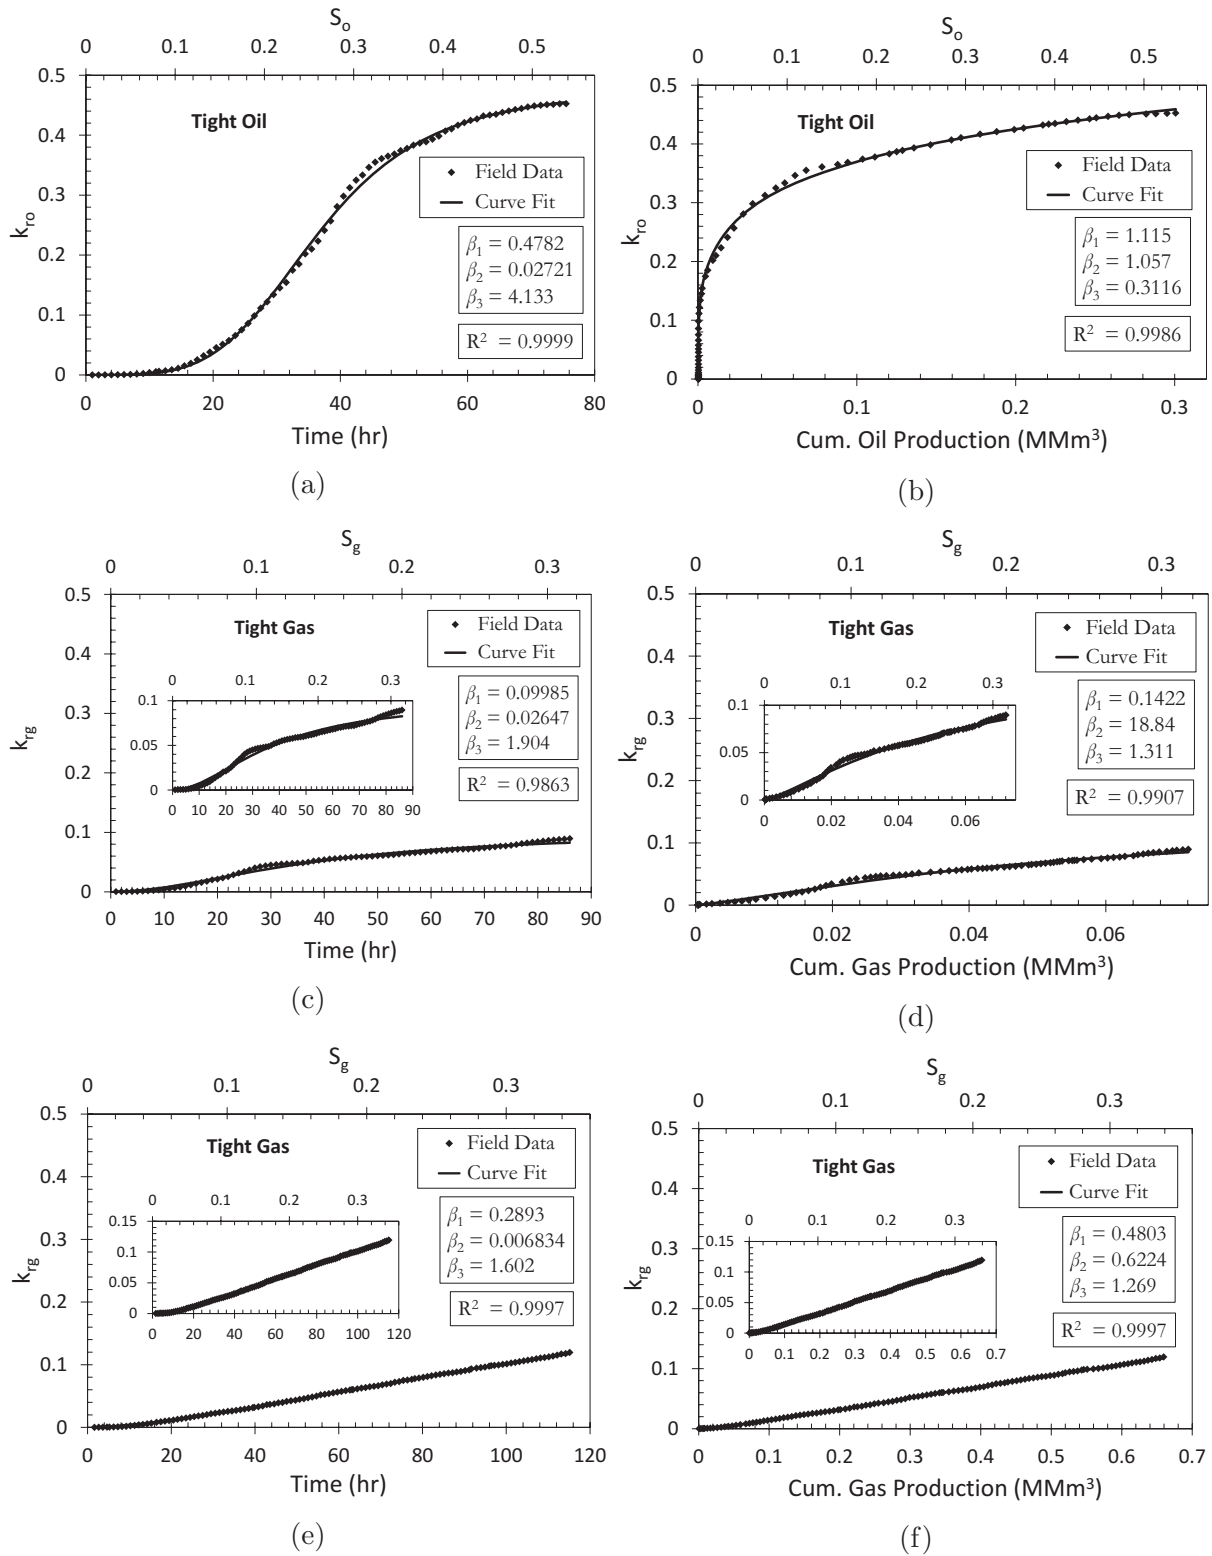 S_o
0 0.1 0.2 0.3 0.4 0.5
0.5
0.4
0.3
0.2
0.1
0
k_ro
Tight Oil
Field Data
Curve Fit
β_1 = 0.4782
β_2 = 0.02721
β_3 = 4.133
R² = 0.9999
0 20 40 60 80
Time (hr)
(a)
S_o
0 0.1 0.2 0.3 0.4 0.5
0.5
0.4
0.3
0.2
0.1
0
k_ro
Tight Oil
Field Data
Curve Fit
β_1 = 1.115
β_2 = 1.057
β_3 = 0.3116
R² = 0.9986
0 0.1 0.2 0.3
Cum. Oil Production (MMm³)
(b)
S_g
0 0.1 0.2 0.3
0.5
0.4
0.3
0.2
0.1
0
k_rg
Tight Gas
Field Data
Curve Fit
β_1 = 0.09985
β_2 = 0.02647
β_3 = 1.904
R² = 0.9863
0 0.1 0.2 0.3
0.1
0.05
0
0 10 20 30 40 50 60 70 80 90
0 10 20 30 40 50 60 70 80 90
Time (hr)
(c)
S_g
0 0.1 0.2 0.3
0.5
0.4
0.3
0.2
0.1
0
k_rg
Tight Gas
Field Data
Curve Fit
β_1 = 0.1422
β_2 = 18.84
β_3 = 1.311
R² = 0.9907
0 0.1 0.2 0.3
0.1
0.05
0
0 0.02 0.04 0.06
0 0.02 0.04 0.06
Cum. Gas Production (MMm³)
(d)
S_g
0 0.1 0.2 0.3
0.5
0.4
0.3
0.2
0.1
0
k_rg
Tight Gas
Field Data
Curve Fit
β_1 = 0.2893
β_2 = 0.006834
β_3 = 1.602
R² = 0.9997
0 0.1 0.2 0.3
0.15
0.1
0.05
0
0 20 40 60 80 100 120
0 20 40 60 80 100 120
Time (hr)
(e)
S_g
0 0.1 0.2 0.3
0.5
0.4
0.3
0.2
0.1
0
k_rg
Tight Gas
Field Data
Curve Fit
β_1 = 0.4803
β_2 = 0.6224
β_3 = 1.269
R² = 0.9997
0 0.1 0.2 0.3
0.15
0.1
0.05
0
0 0.1 0.2 0.3 0.4 0.5 0.6 0.7
0 0.1 0.2 0.3 0.4 0.5 0.6 0.7
Cum. Gas Production (MMm³)
(f)